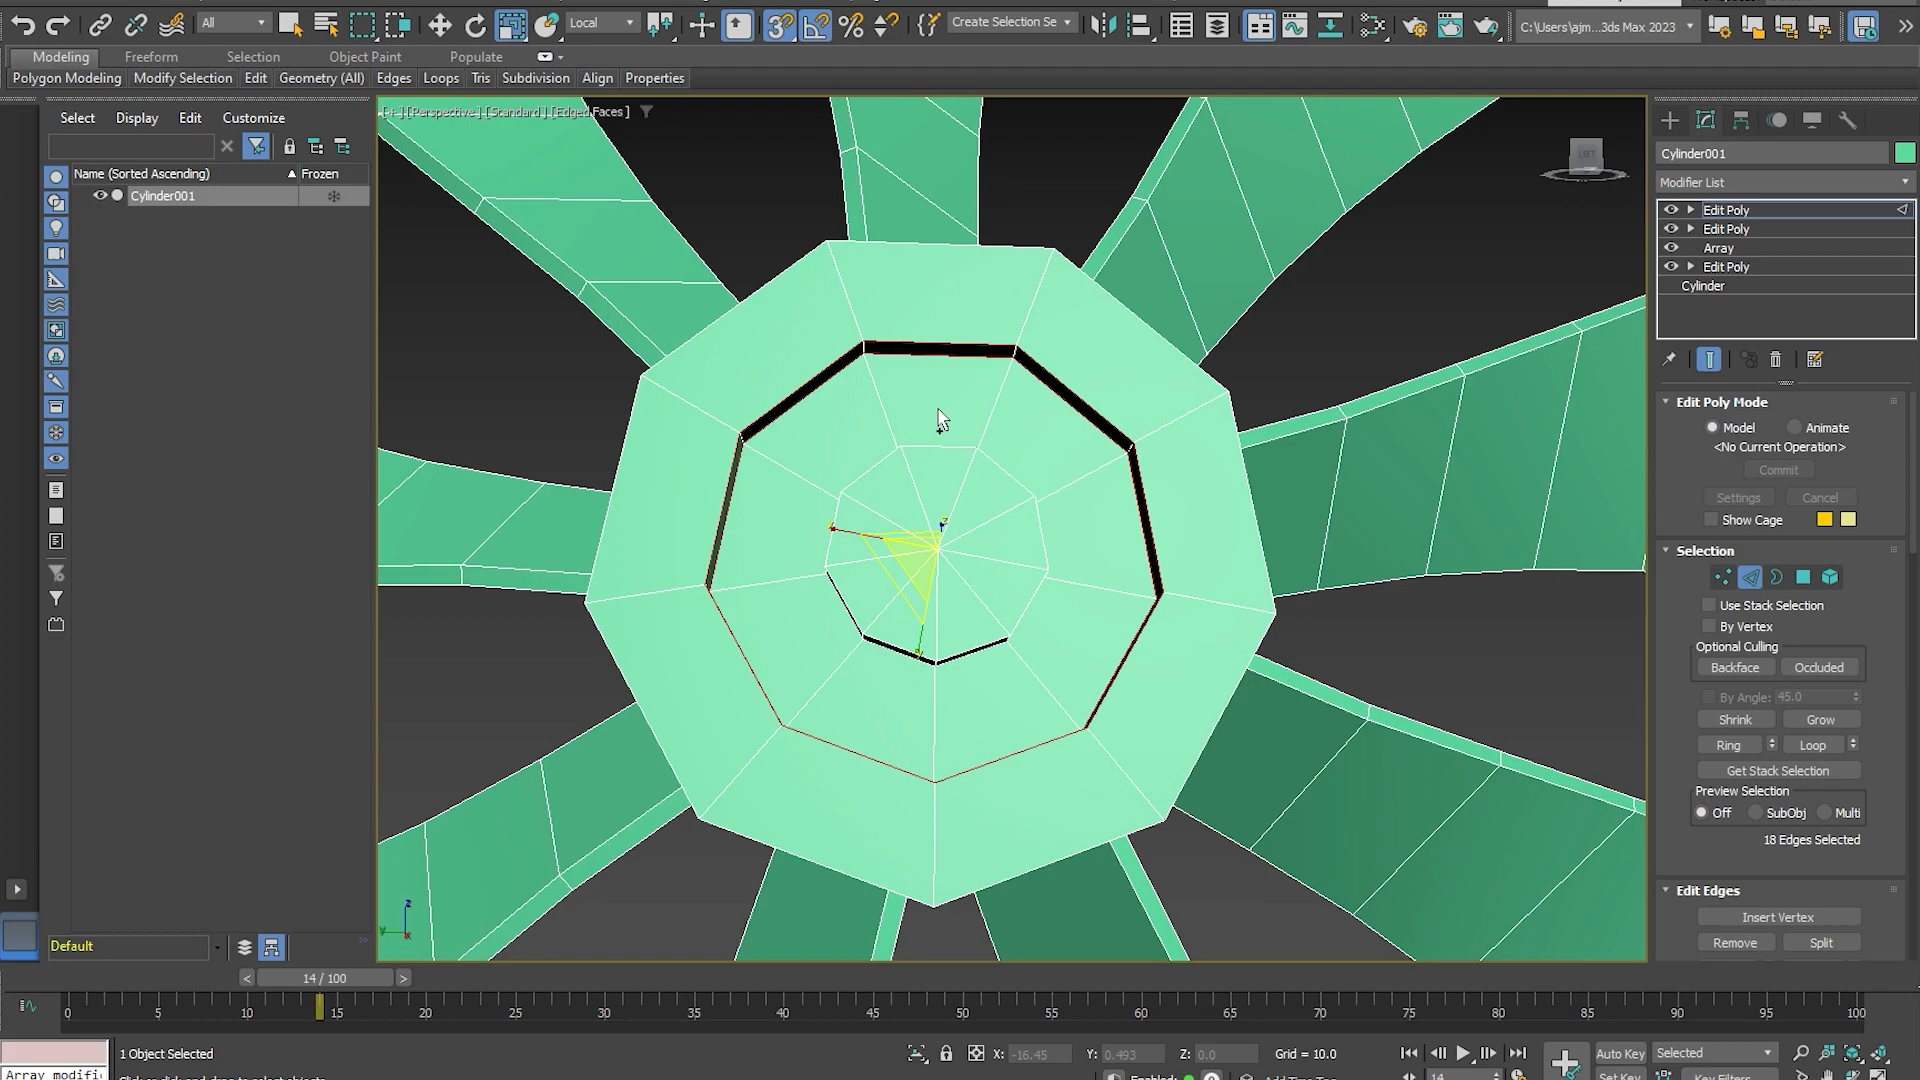 All
Local
Create Selection Se
C:\Users\ajm...3ds Max 2023
Modeling Freeform Selection Object Paint Populate
Polygon Modeling Modify Selection Edit Geometry (All) Edges Loops Tris Subdivision Align Properties
Select Display Edit Customize
Name (Sorted Ascending) ▲ Frozen
Cylinder001
[+] [Perspective] [Standard] [Edged Faces]
LEFT
Cylinder001
Modifier List
Edit Poly
Edit Poly
Array
Edit Poly
Cylinder
Edit Poly Mode
Model Animate
<No Current Operation>
Commit
Settings Cancel
Show Cage
Selection
Use Stack Selection
By Vertex
Optional Culling
Backface Occluded
By Angle: 45.0
Shrink Grow
Ring Loop
Get Stack Selection
Preview Selection
Off SubObj Multi
18 Edges Selected
Edit Edges
Insert Vertex
Remove Split
z
y
x
Default
< 14 / 100 >
0 5 10 15 20 25 30 35 40 45 50 55 60 65 70 75 80 85 90 95 100
1 Object Selected
X: -16.45 Y: 0.493 Z: 0.0 Grid = 10.0
Auto Key Selected
Array modifi
Enabled:
14